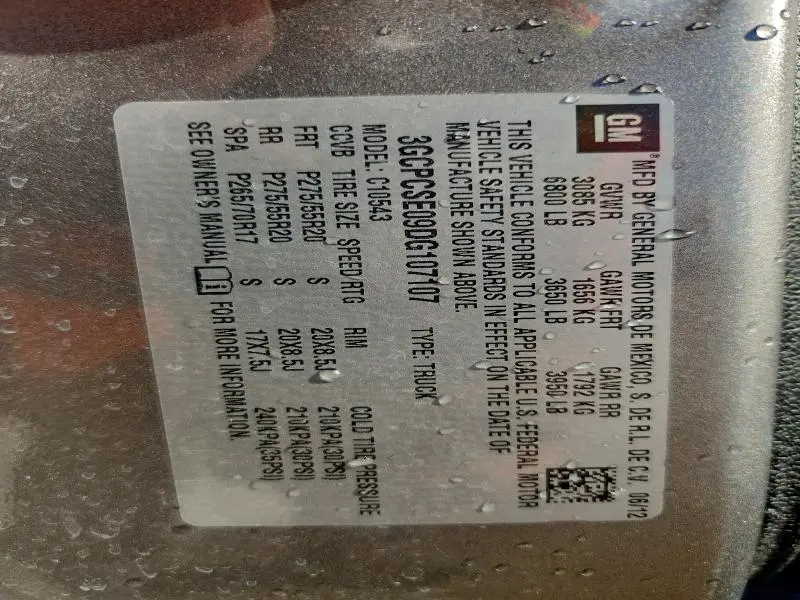 GM
® MFD BY GENERAL MOTORS DE MEXICO, S. DE R.L. DE C.V. 06/12
GVWR GAWR FRT GAWR RR
3085 KG 1656 KG 1792 KG
6800 LB 3650 LB 3950 LB
THIS VEHICLE CONFORMS TO ALL APPLICABLE U.S. FEDERAL MOTOR
VEHICLE SAFETY STANDARDS IN EFFECT ON THE DATE OF
MANUFACTURE SHOWN ABOVE.
3GCPCSE09DG107107 TYPE: TRUCK
MODEL: C11543
CCVB TIRE SIZE SPEED/RTG RIM COLD TIRE PRESSURE
FRT P275/55R20 S 20X8.5J 210KPA(30PSI)
RR P275/55R20 S 20X8.5J 210KPA(30PSI)
SPA P265/70R17 S 17X7.5J 240KPA(35PSI)
SEE OWNER'S MANUAL FOR MORE INFORMATION.